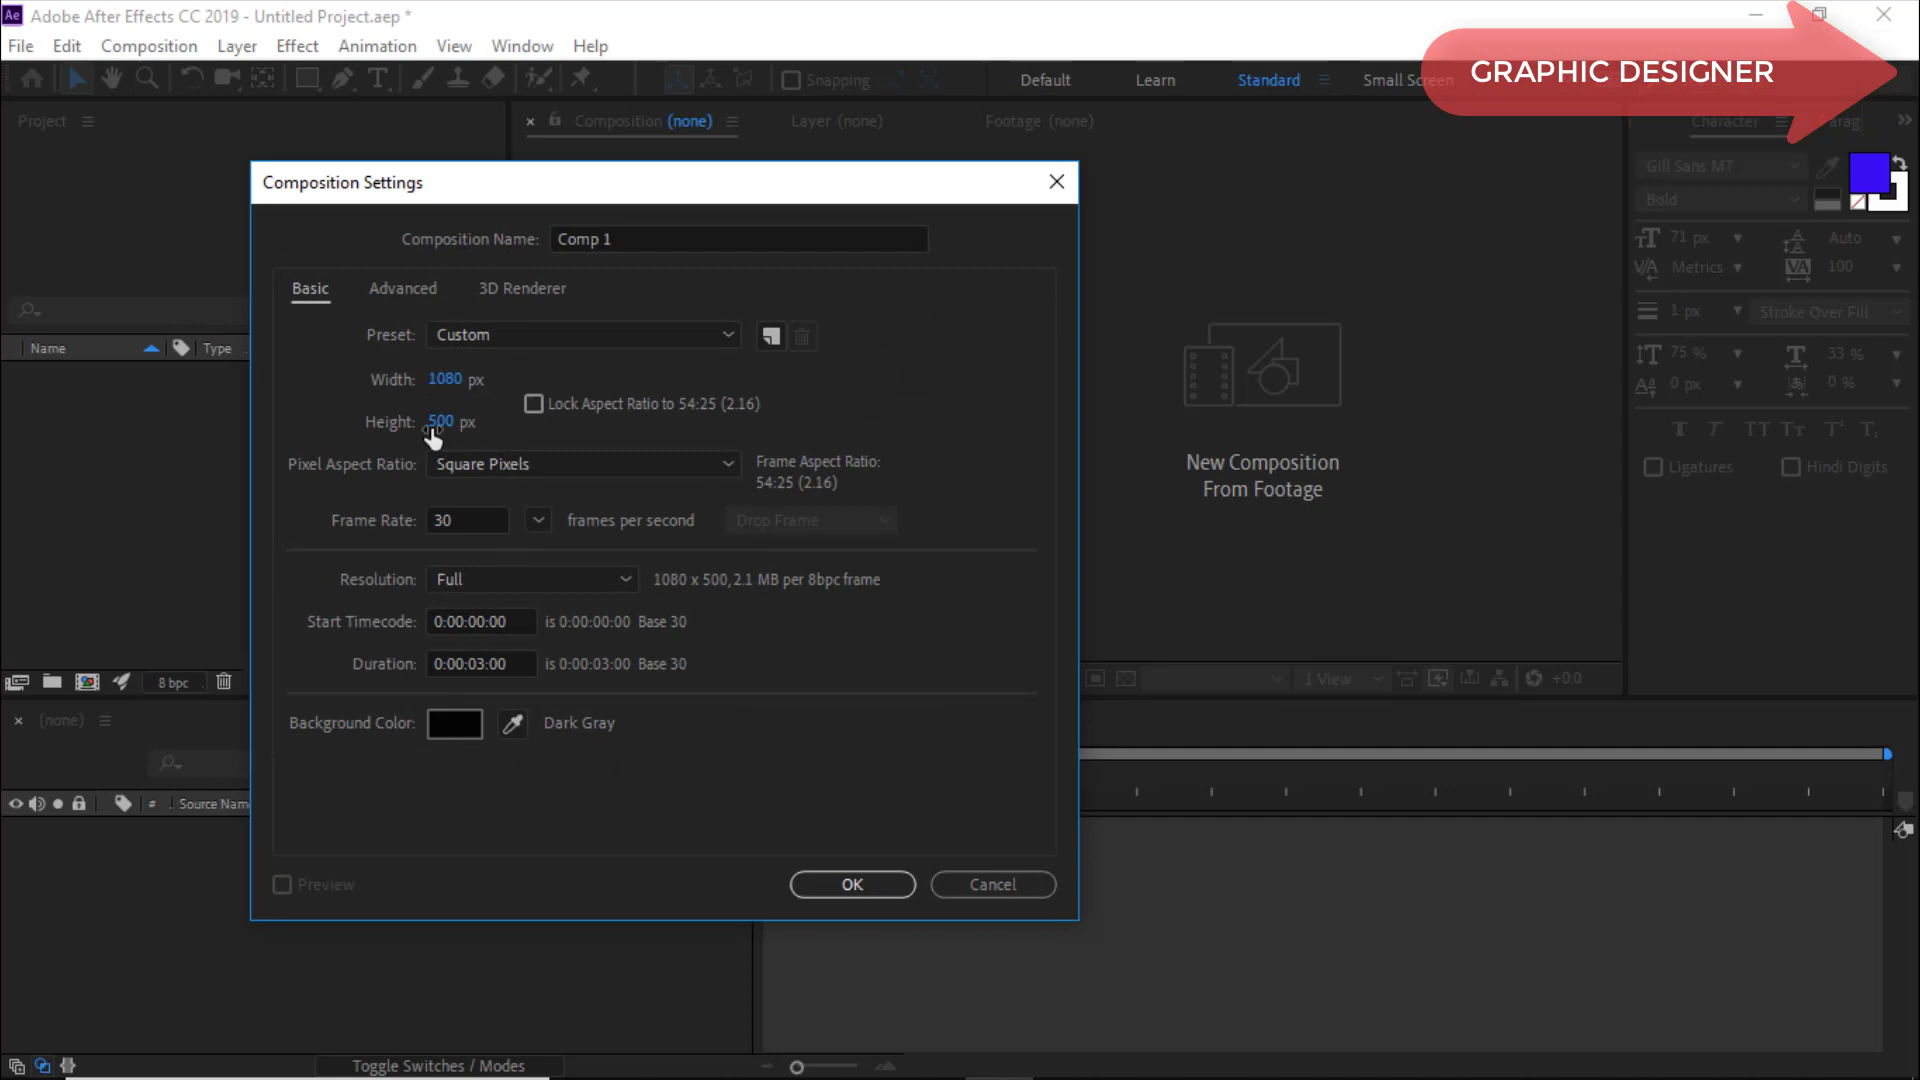 Ae Adobe After Effects CC 2019 - Untitled Project.aep *
File Edit Composition Layer Effect Animation View Window Help
GRAPHIC DESIGNER
T Snapping Default Learn Standard Small Screen
Project Composition (none) Layer (none) Footage (none) Character Parag
Composition Settings
Gill Sans MT
Bold
Composition Name: Comp 1
71 px Auto
Metrics 100
Basic Advanced 3D Renderer
1 px Stroke Over Fill
Preset: Custom
Name Type
75 % 33 %
Width: 1080 px
0 px 0 %
Lock Aspect Ratio to 54:25 (2.16)
Height: 500 px
T T TT Tт T¹ T,
Pixel Aspect Ratio: Square Pixels Frame Aspect Ratio:
54:25 (2.16)
New Composition
From Footage
Ligatures Hindi Digits
Frame Rate: 30 frames per second Drop Frame
Resolution: Full 1080 x 500, 2.1 MB per 8bpc frame
Start Timecode: 0:00:00:00 is 0:00:00:00 Base 30
Duration: 0:00:03:00 is 0:00:03:00 Base 30
8 bpc 1 View +0.0
(none)
Background Color: Dark Gray
# Source Nam
Preview OK Cancel
Toggle Switches / Modes